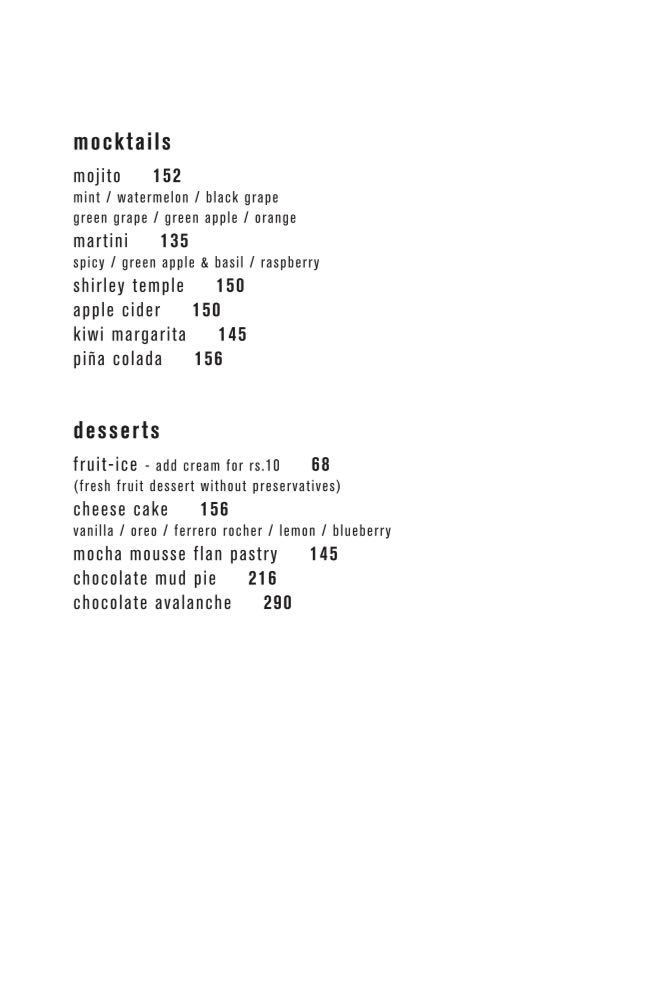 mocktails
mojito 152
mint / watermelon / black grape
green grape / green apple / orange
martini 135
spicy / green apple & basil / raspberry
shirley temple 150
apple cider 150
kiwi margarita 145
piña colada 156
desserts
fruit-ice - add cream for rs.10 68
(fresh fruit dessert without preservatives)
cheese cake 156
vanilla / oreo / ferrero rocher / lemon / blueberry
mocha mousse flan pastry 145
chocolate mud pie 216
chocolate avalanche 290